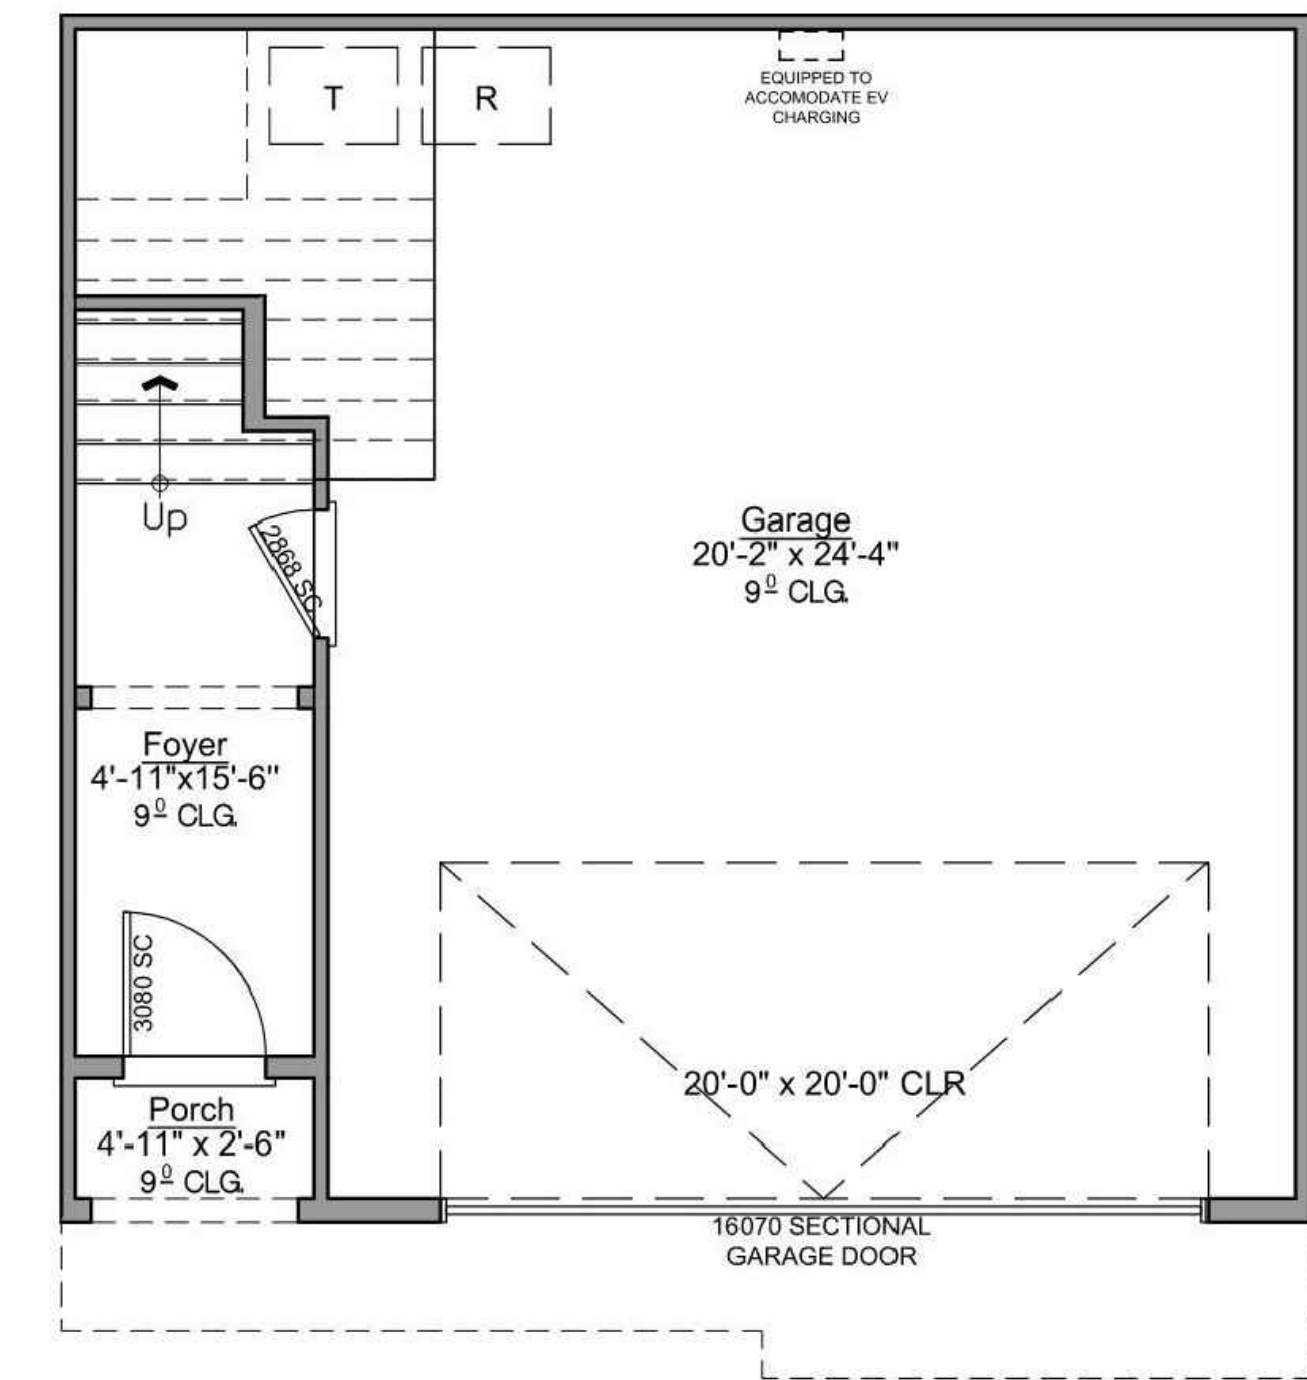 T
R
EQUIPPED TO
ACCOMODATE EV
CHARGING
Up
2868 SC
Garage
20'-2" x 24'-4"
9⁰ CLG.
Foyer
4'-11"x15'-6"
9⁰ CLG.
3080 SC
20'-0" x 20'-0" CLR
Porch
4'-11" x 2'-6"
9⁰ CLG.
16070 SECTIONAL
GARAGE DOOR